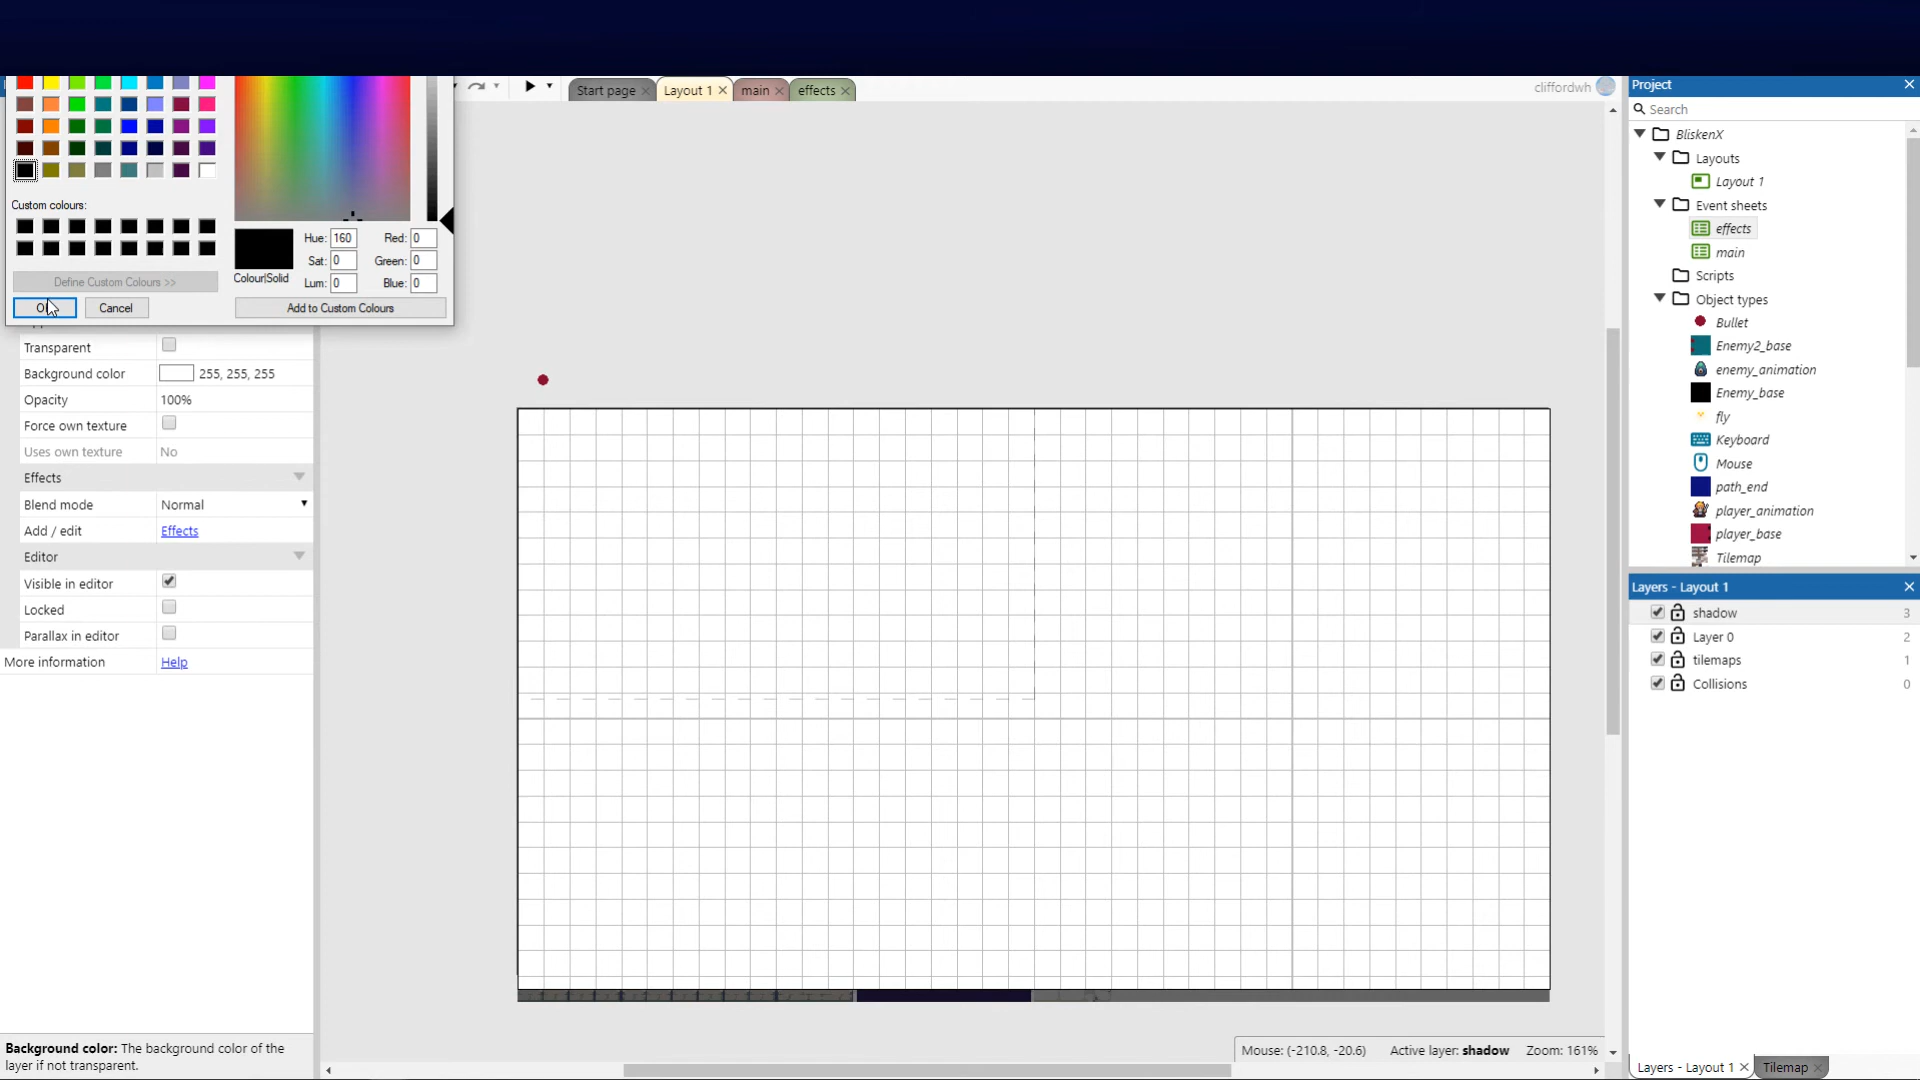 Start page
Layout 1
main
effects
cliffordwh
Project
Search
BliskenX
Layouts
Layout 1
Event sheets
effects
main
Scripts
Object types
Bullet
Enemy2_base
enemy_animation
Enemy_base
fly
Keyboard
Mouse
path_end
player_animation
player_base
Tilemap
Custom colours:
Define Custom Colours >>
Cancel
Colour|Solid
Hue: 160 Red: 0
Sat: 0 Green: 0
Lum: 0 Blue: 0
Add to Custom Colours
Transparent
Background color 255, 255, 255
Opacity 100%
Force own texture
Uses own texture No
Effects
Blend mode Normal
Add / edit Effects
Editor
Visible in editor
Locked
Parallax in editor
More information Help
Layers - Layout 1
shadow 3
Layer 0 2
tilemaps 1
Collisions 0
Background color: The background color of the
layer if not transparent.
Mouse: (-210.8, -20.6) Active layer: shadow Zoom: 161%
Layers - Layout 1
Tilemap